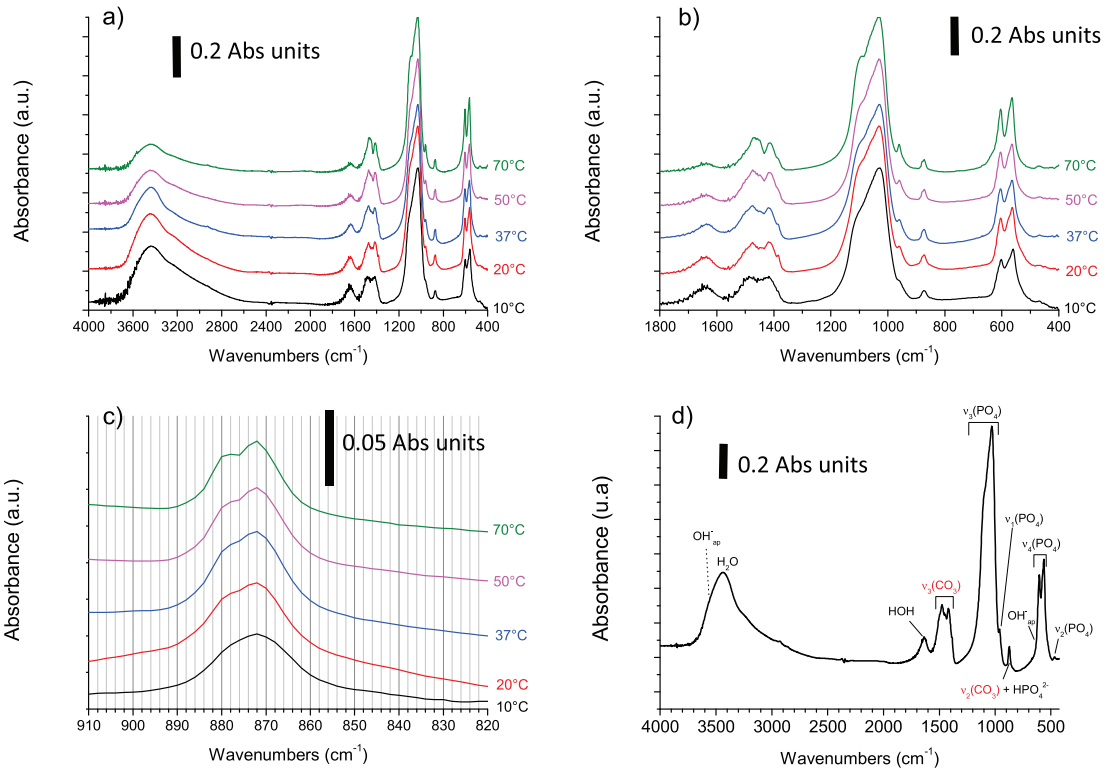 a)
0.2 Abs units
Absorbance (a.u.)
70°C
50°C
37°C
20°C
10°C
4000 3600 3200 2800 2400 2000 1600 1200 800 400
Wavenumbers (cm⁻¹)
b)
0.2 Abs units
Absorbance (a.u.)
70°C
50°C
37°C
20°C
10°C
1800 1600 1400 1200 1000 800 600 400
Wavenumbers (cm⁻¹)
c)
0.05 Abs units
Absorbance (a.u.)
70°C
50°C
37°C
20°C
10°C
910 900 890 880 870 860 850 840 830 820
Wavenumbers (cm⁻¹)
d)
0.2 Abs units
Absorbance (u.a)
ν₃(PO₄)
ν₁(PO₄)
OH⁻ap
ν₄(PO₄)
H₂O
ν₃(CO₃)
HOH
OH⁻ap
ν₂(PO₄)
ν₂(CO₃) + HPO₄²⁻
4000 3500 3000 2500 2000 1500 1000 500
Wavenumbers (cm⁻¹)